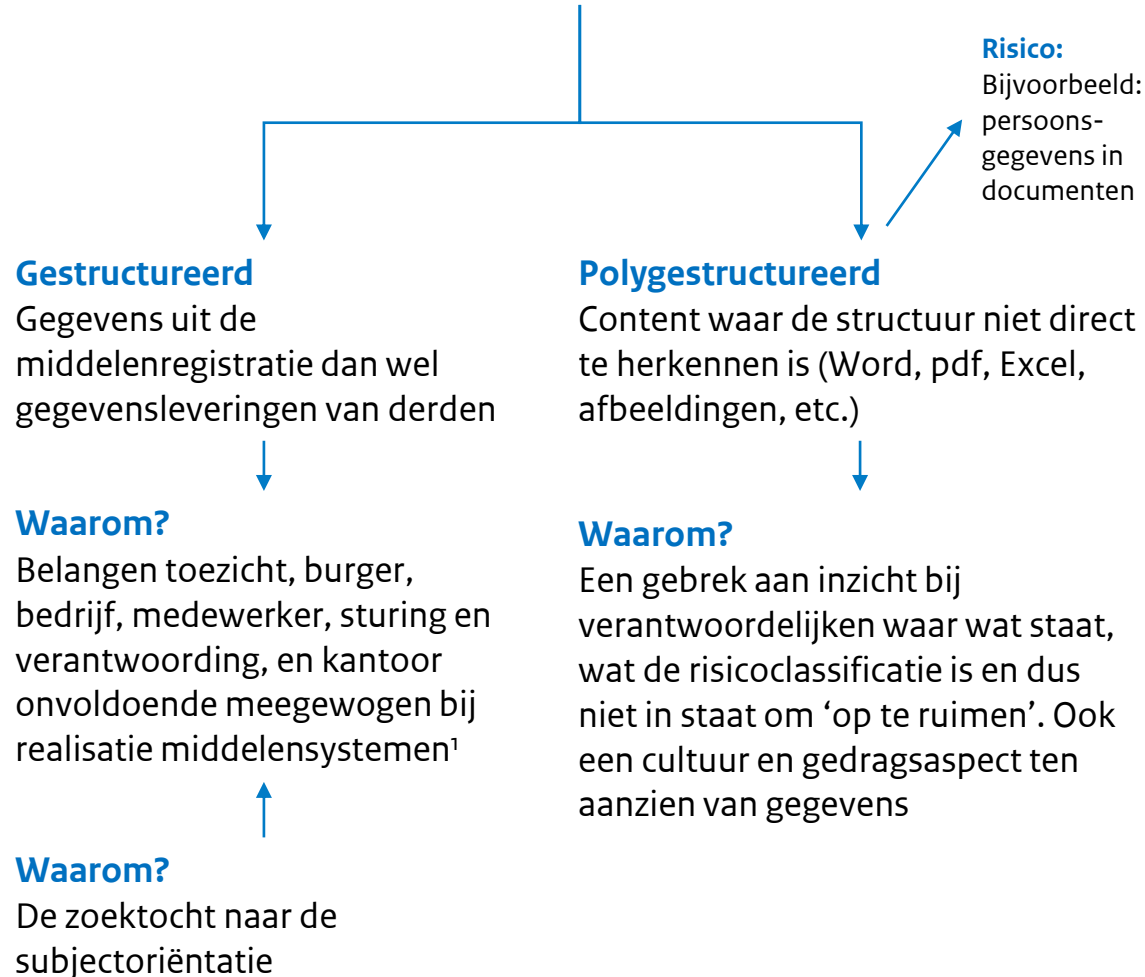 Risico:
Bijvoorbeeld:
persoons-
gegevens in
documenten
Gestructureerd
Gegevens uit de
middelenregistratie dan wel
gegevensleveringen van derden
Waarom?
Belangen toezicht, burger,
bedrijf, medewerker, sturing en
verantwoording, en kantoor
onvoldoende meegewogen bij
realisatie middelensystemen¹
Waarom?
De zoektocht naar de
subjectoriëntatie
Polygestructureerd
Content waar de structuur niet direct
te herkennen is (Word, pdf, Excel,
afbeeldingen, etc.)
Waarom?
Een gebrek aan inzicht bij
verantwoordelijken waar wat staat,
wat de risicoclassificatie is en dus
niet in staat om ‘op te ruimen’. Ook
een cultuur en gedragsaspect ten
aanzien van gegevens